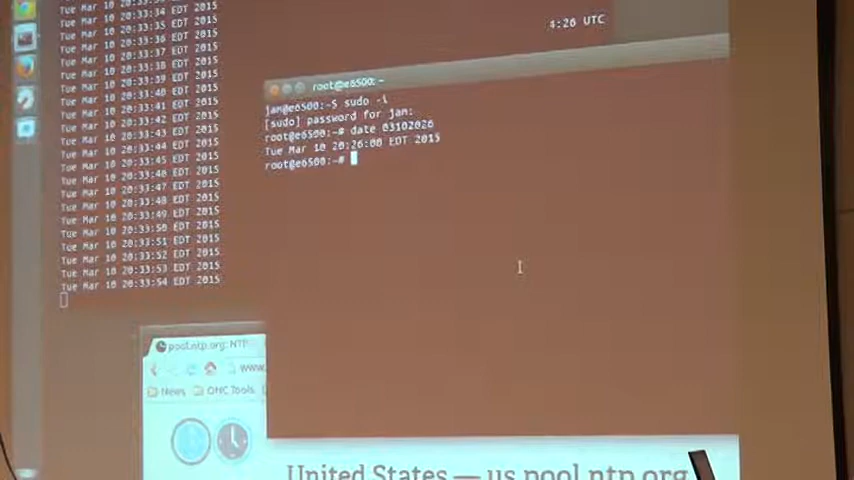 Tue Mar 10 20:33:34 EDT 2015
Tue Mar 10 20:33:35 EDT 2015
Tue Mar 10 20:33:36 EDT 2015
Tue Mar 10 20:33:37 EDT 2015
Tue Mar 10 20:33:38 EDT 2015
Tue Mar 10 20:33:39 EDT 2015
Tue Mar 10 20:33:40 EDT 2015
Tue Mar 10 20:33:41 EDT 2015
Tue Mar 10 20:33:42 EDT 2015
Tue Mar 10 20:33:43 EDT 2015
Tue Mar 10 20:33:44 EDT 2015
Tue Mar 10 20:33:45 EDT 2015
Tue Mar 10 20:33:46 EDT 2015
Tue Mar 10 20:33:47 EDT 2015
Tue Mar 10 20:33:48 EDT 2015
Tue Mar 10 20:33:49 EDT 2015
Tue Mar 10 20:33:50 EDT 2015
Tue Mar 10 20:33:51 EDT 2015
Tue Mar 10 20:33:52 EDT 2015
Tue Mar 10 20:33:53 EDT 2015
Tue Mar 10 20:33:54 EDT 2015
4:26 UTC
root@e6500: ~
jam@e6500:~$ sudo -i
[sudo] password for jam:
root@e6500:~# date 03102026
Tue Mar 10 20:26:00 EDT 2015
root@e6500:~#
pool.ntp.org: NTP
www.
News
ONC Tools
United States — us.pool.ntp.org